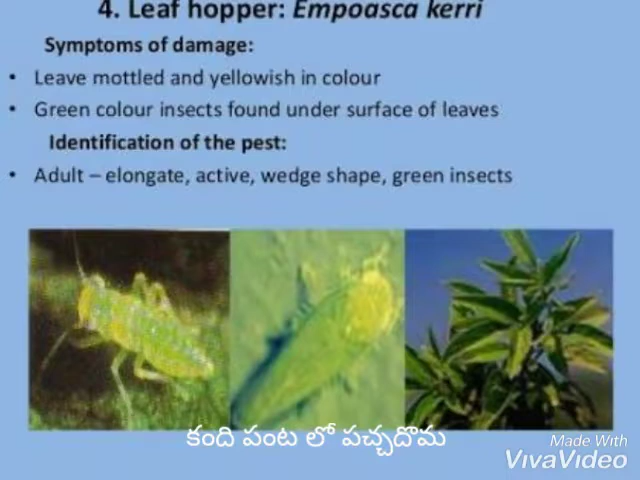 4. Leaf hopper: Empoasca kerri
Symptoms of damage:
• Leave mottled and yellowish in colour
• Green colour insects found under surface of leaves
Identification of the pest:
• Adult – elongate, active, wedge shape, green insects
కంది పంట లో పచ్చదొమ
Made With
VivaVideo